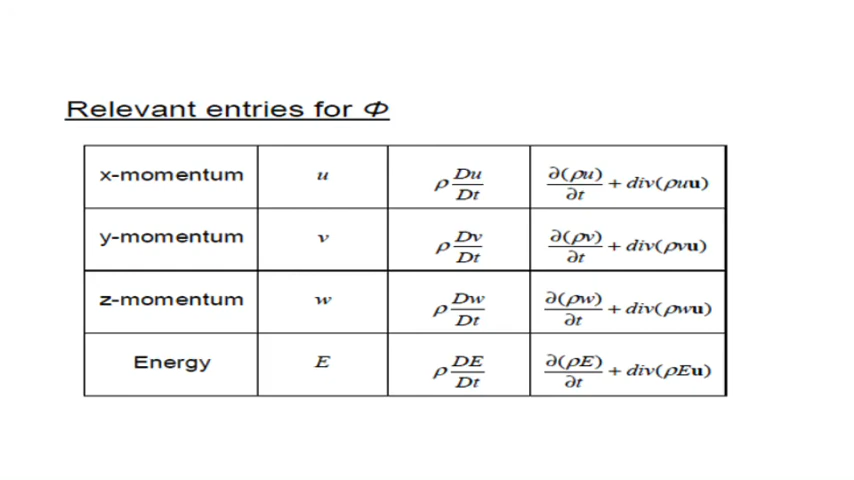 Relevant entries for Φ
x-momentum u ρ Du/Dt ∂(ρu)/∂t + div(ρu𝐮)
y-momentum v ρ Dv/Dt ∂(ρv)/∂t + div(ρv𝐮)
z-momentum w ρ Dw/Dt ∂(ρw)/∂t + div(ρw𝐮)
Energy E ρ DE/Dt ∂(ρE)/∂t + div(ρE𝐮)